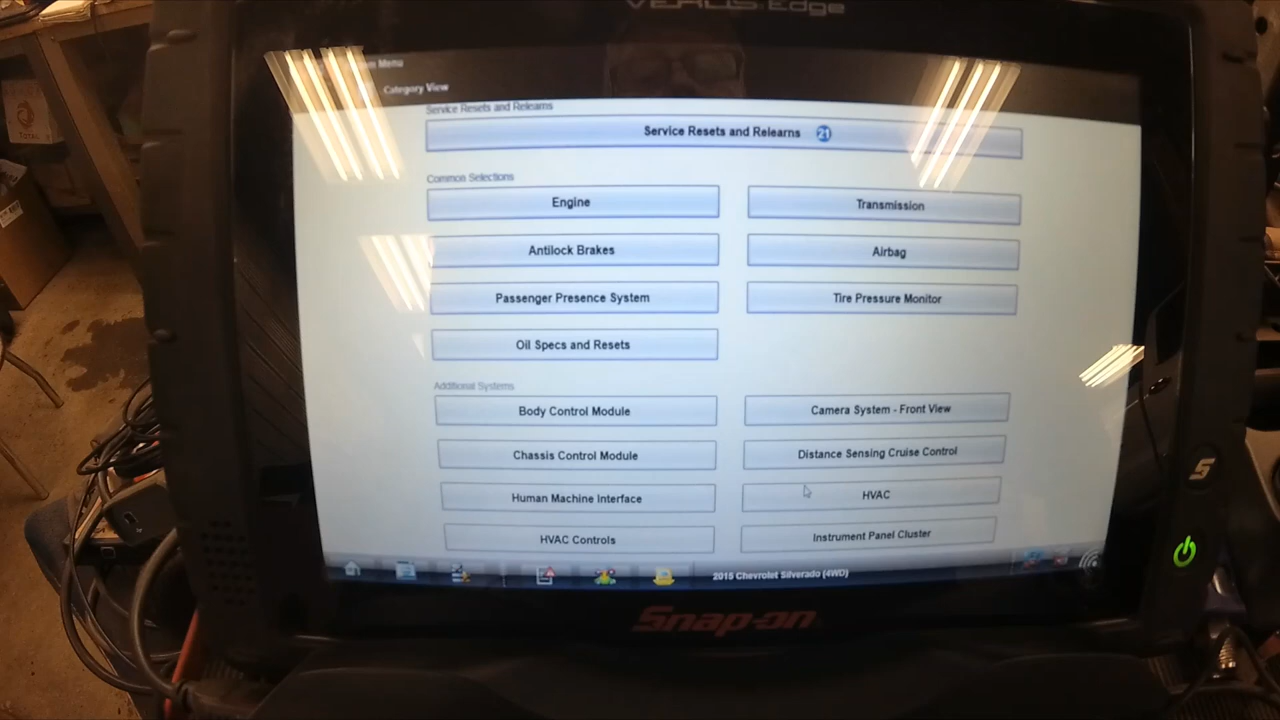 VERUS Edge
Menu
Category View
Service Resets and Relearns
Service Resets and Relearns 21
Common Selections
Engine
Transmission
Antilock Brakes
Airbag
Passenger Presence System
Tire Pressure Monitor
Oil Specs and Resets
Additional Systems
Body Control Module
Camera System - Front View
Chassis Control Module
Distance Sensing Cruise Control
Human Machine Interface
HVAC
HVAC Controls
Instrument Panel Cluster
2015 Chevrolet Silverado (4WD)
Snap-on
S
TOTAL